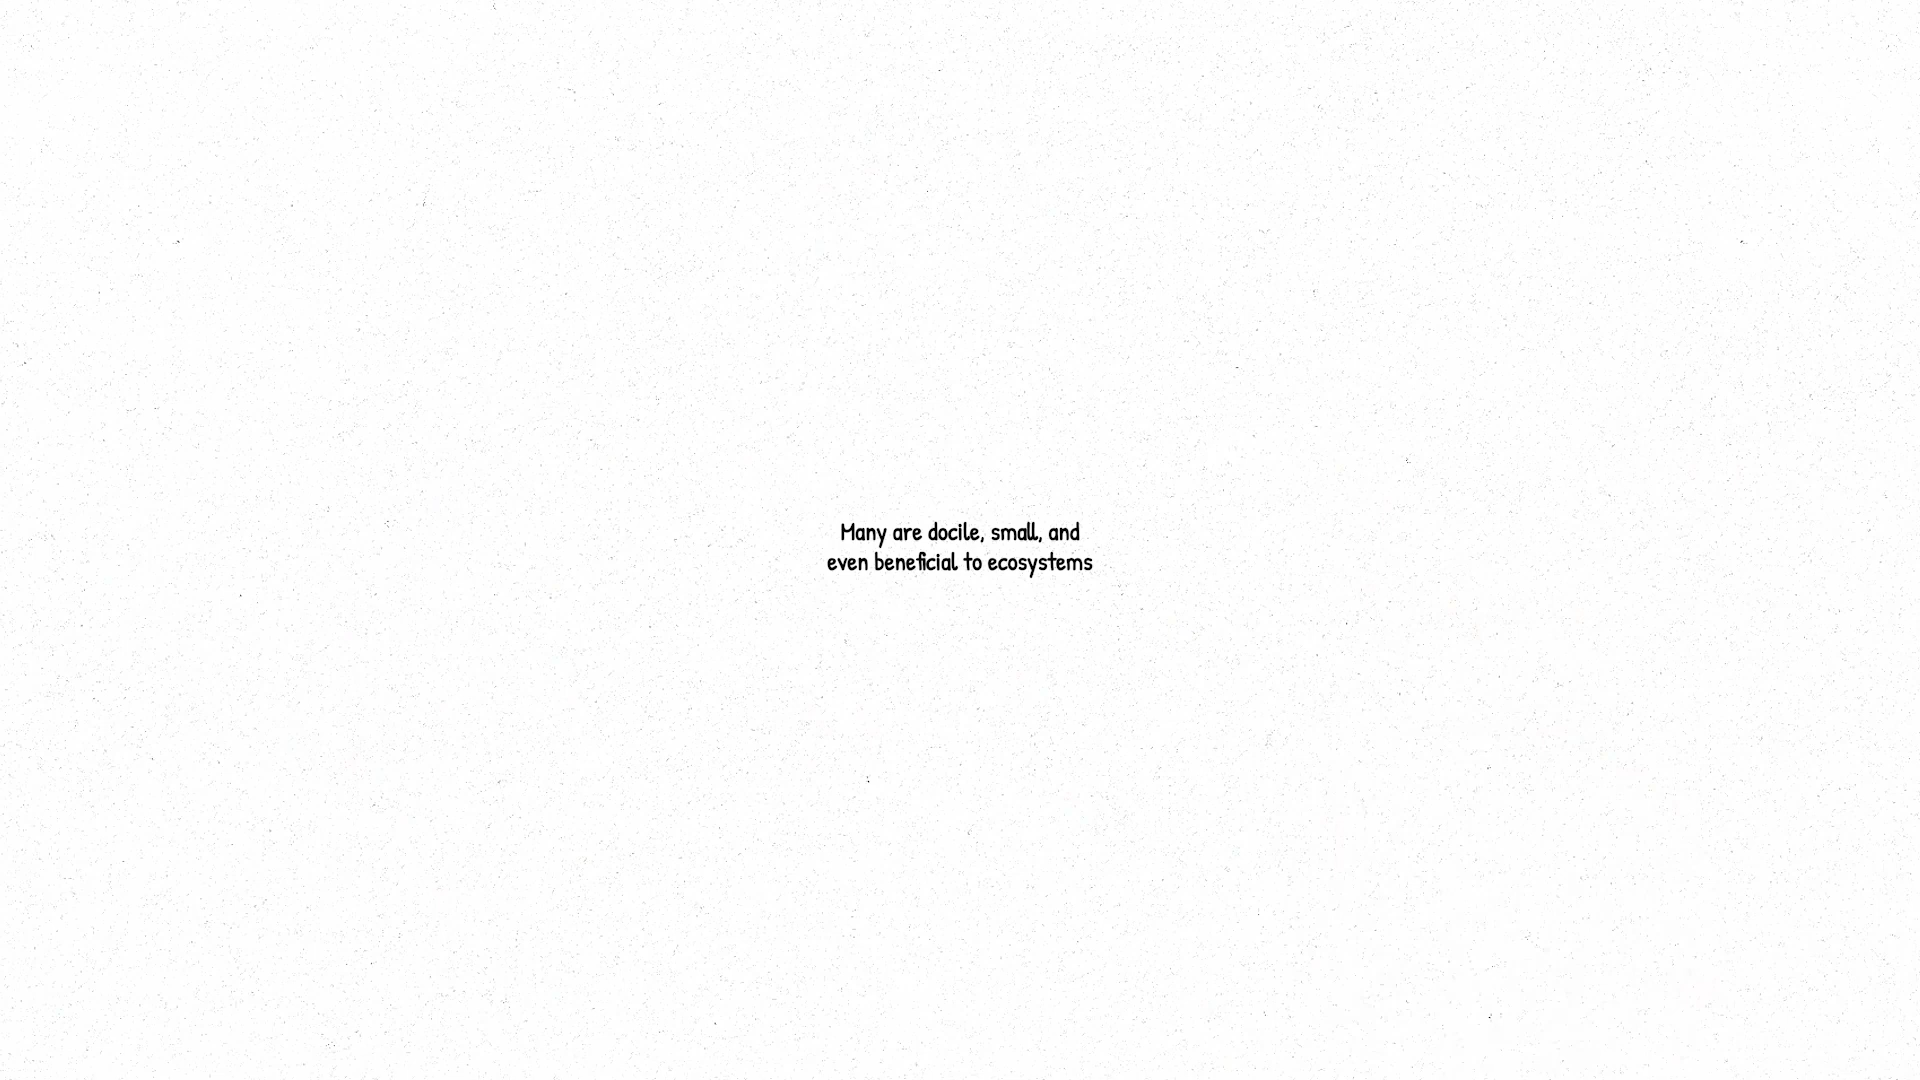 Many are docile, small, and
even beneficial to ecosystems